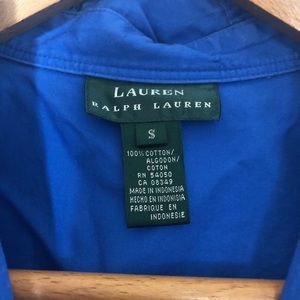 LAUREN
RALPH LAUREN
S
100% COTTON/
ALGODON/
COTON
RN 54050
CA 08349
MADE IN INDONESIA
HECHO EN INDONISIA
FABRIQUE EN
INDONESIE